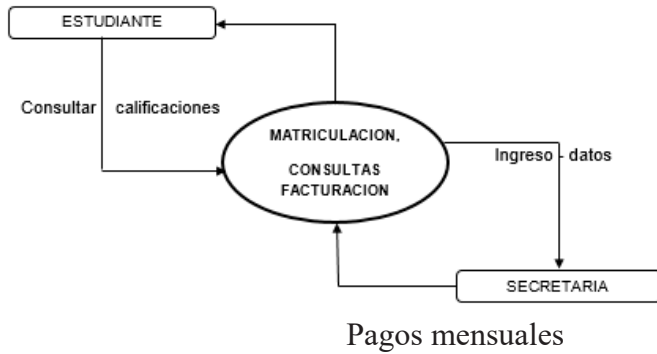 ESTUDIANTE
Consultar calificaciones
MATRICULACION,
CONSULTAS
FACTURACION
Ingreso - datos
SECRETARIA
Pagos mensuales